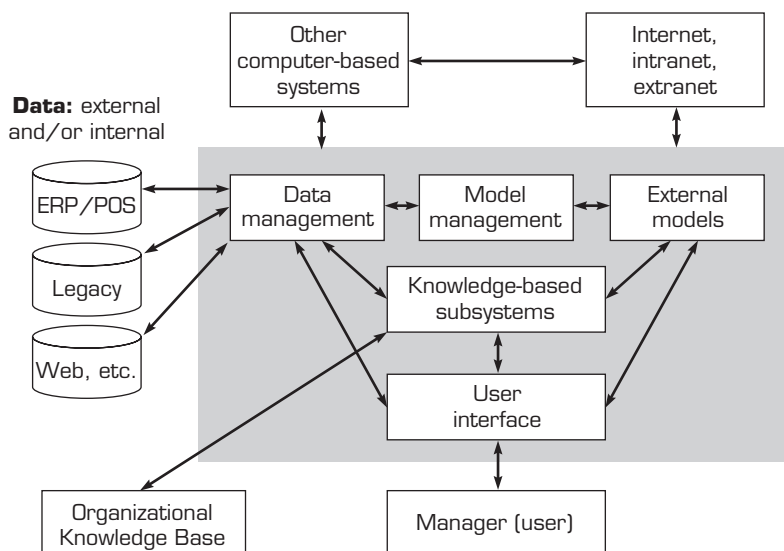 Other
computer-based
systems
Internet,
intranet,
extranet
Data: external
and/or internal
ERP/POS
Legacy
Web, etc.
Data
management
Model
management
External
models
Knowledge-based
subsystems
User
interface
Organizational
Knowledge Base
Manager (user)